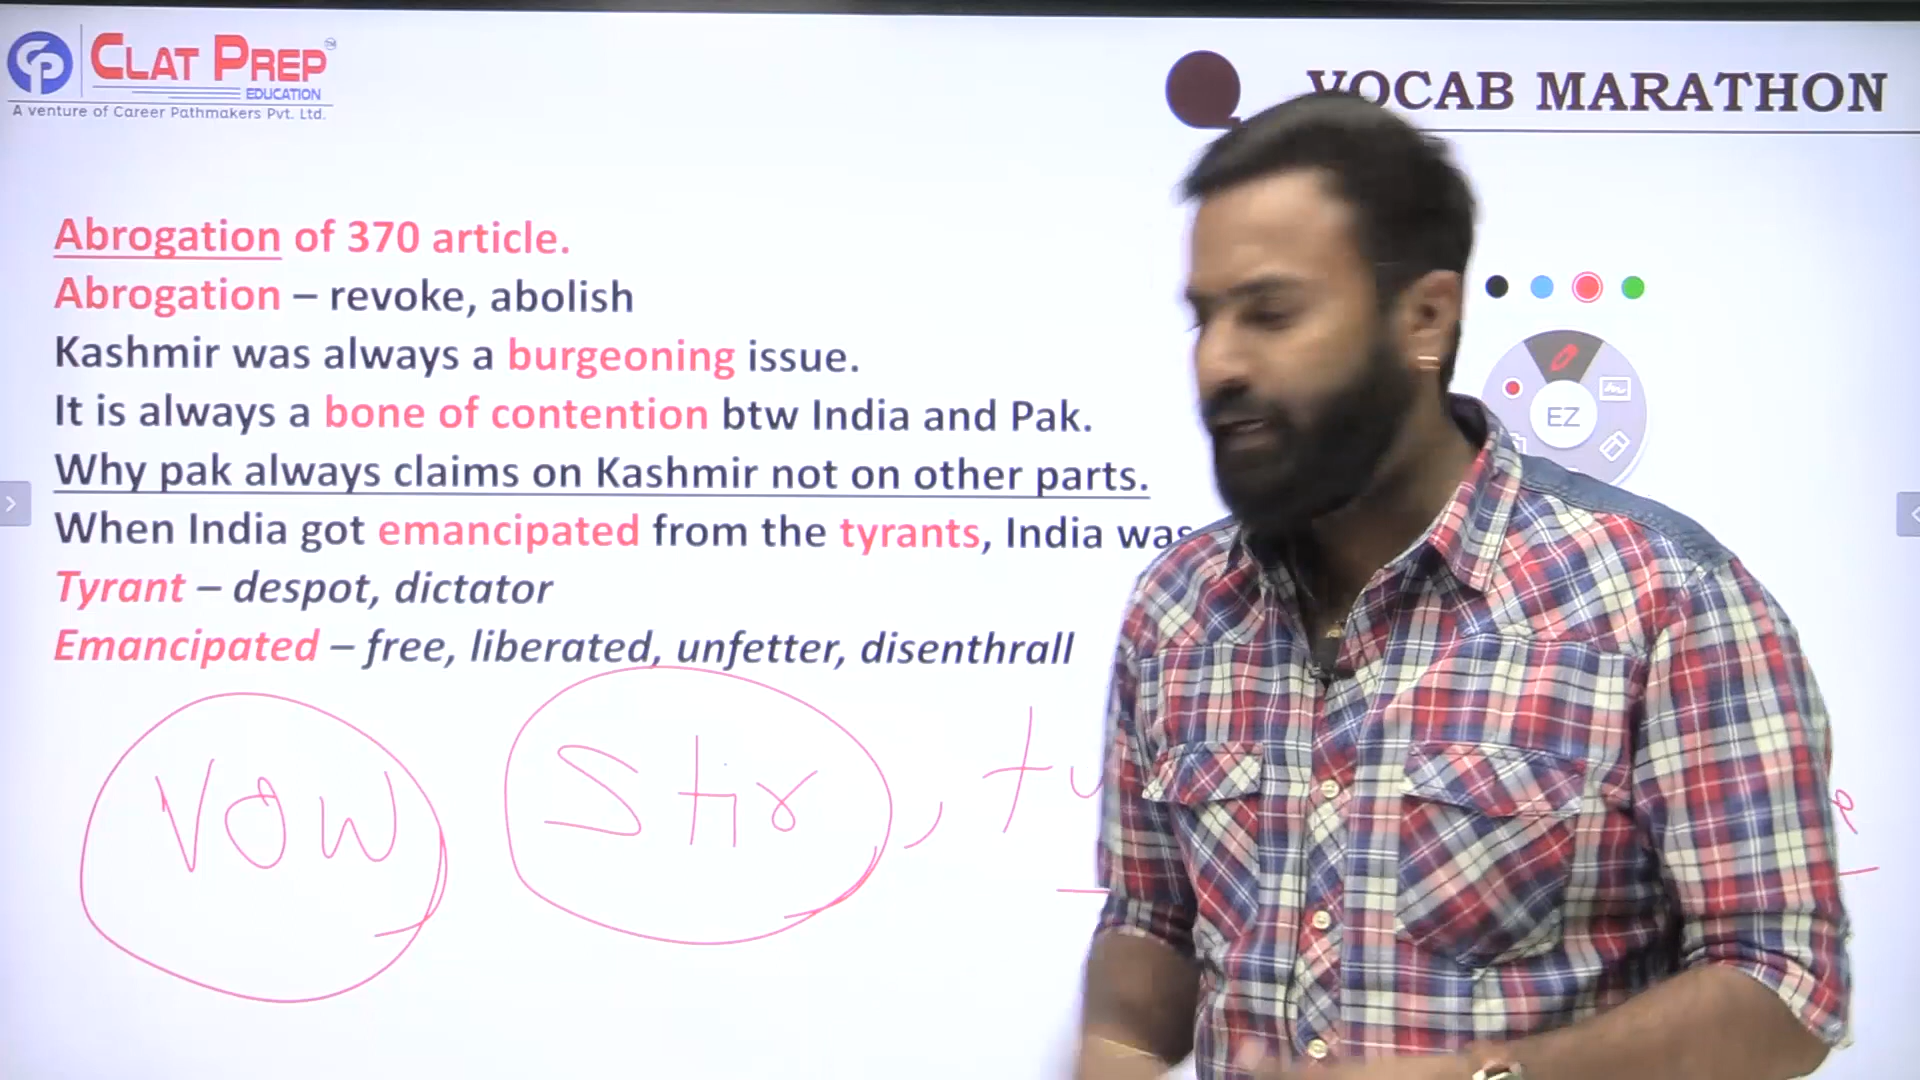 CLAT PREP
EDUCATION
A venture of Career Pathmakers Pvt. Ltd.
VOCAB MARATHON
Abrogation of 370 article.
Abrogation – revoke, abolish
Kashmir was always a burgeoning issue.
It is always a bone of contention btw India and Pak.
Why pak always claims on Kashmir not on other parts.
When India got emancipated from the tyrants, India was
Tyrant – despot, dictator
Emancipated – free, liberated, unfetter, disenthrall
EZ
VOW Stir,